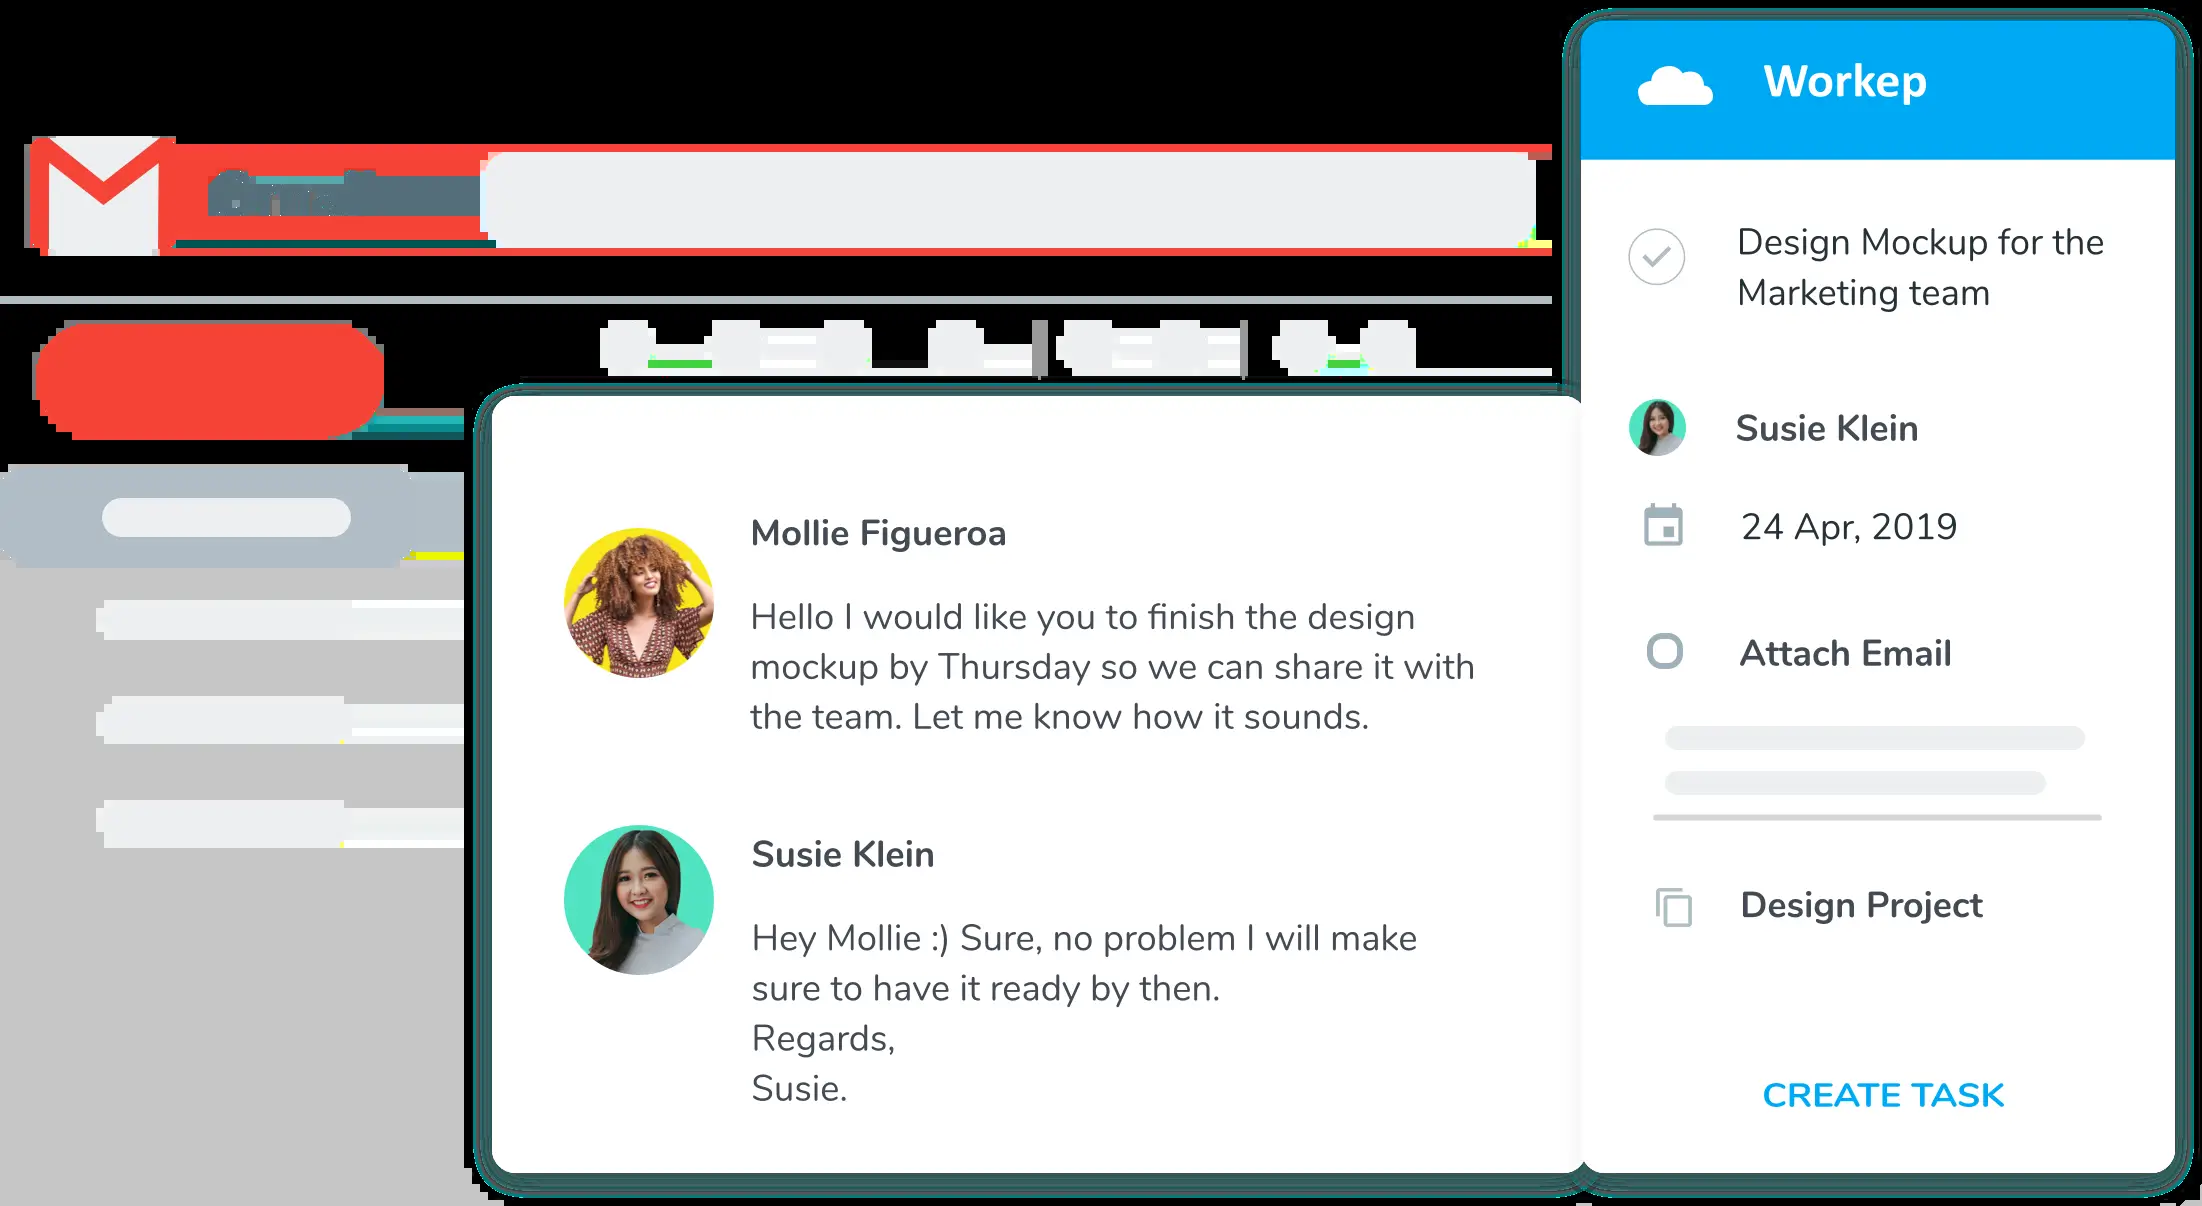 Workep
Design Mockup for the
Marketing team
Susie Klein
24 Apr, 2019
Attach Email
Design Project
CREATE TASK
Mollie Figueroa
Hello I would like you to finish the design
mockup by Thursday so we can share it with
the team. Let me know how it sounds.
Susie Klein
Hey Mollie :) Sure, no problem I will make
sure to have it ready by then.
Regards,
Susie.